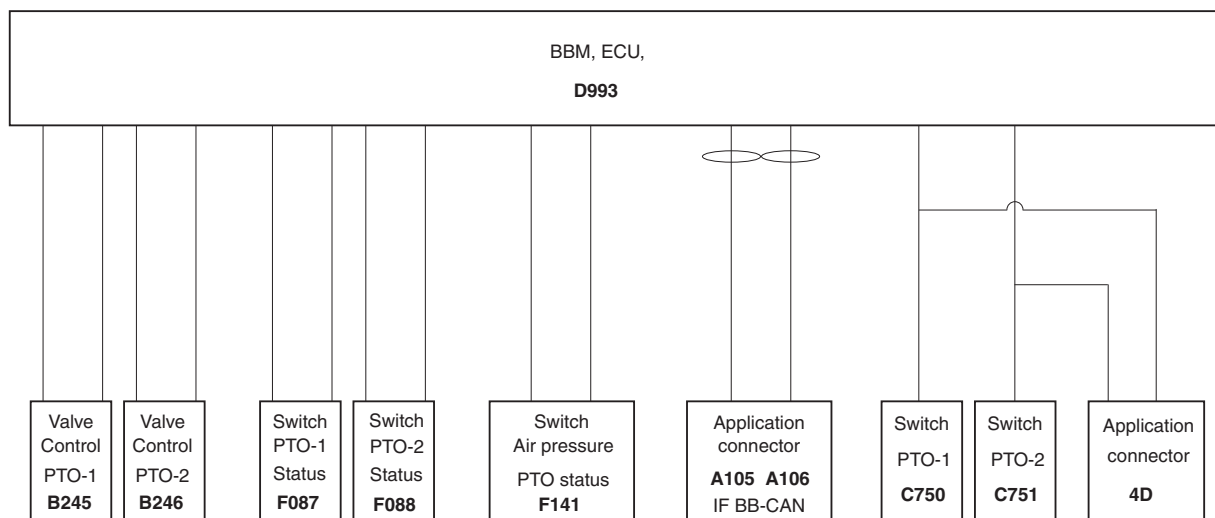 BBM, ECU,
D993
Valve
Control
PTO-1
B245
Valve
Control
PTO-2
B246
Switch
PTO-1
Status
F087
Switch
PTO-2
Status
F088
Switch
Air pressure
PTO status
F141
Application
connector
A105 A106
IF BB-CAN
Switch
PTO-1
C750
Switch
PTO-2
C751
Application
connector
4D